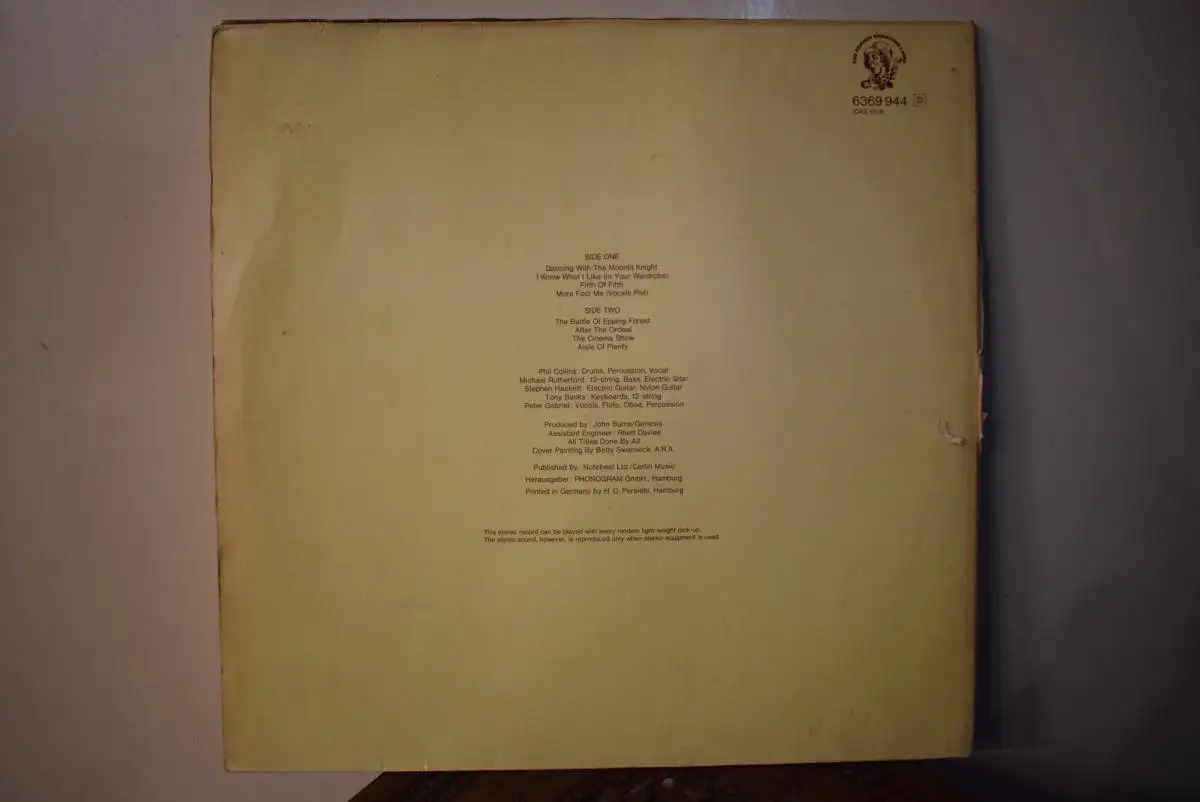 THE FAMOUS CHARISMA LABEL
6369 944 D
(CAS 1074)
SIDE ONE
Dancing With The Moonlit Knight
I Know What I Like (In Your Wardrobe)
Firth Of Fifth
More Fool Me (Vocals Phil)
SIDE TWO
The Battle Of Epping Forest
After The Ordeal
The Cinema Show
Aisle Of Plenty
Phil Collins: Drums, Percussion, Vocal
Michael Rutherford: 12-string, Bass, Electric Sitar
Stephen Hackett: Electric Guitar, Nylon Guitar
Tony Banks: Keyboards, 12-string
Peter Gabriel: Vocals, Flute, Oboe, Percussion
Produced by: John Burns/Genesis
Assistant Engineer: Rhett Davies
All Titles Done By All
Cover Painting By Betty Swanwick, A.R.A
Published by: Notebest Ltd./Carlin Music
Herausgeber: PHONOGRAM GmbH., Hamburg
Printed in Germany by H. O. Persiehl, Hamburg
This stereo record can be played with every modern light-weight pick-up.
The stereo sound, however, is reproduced only when stereo-equipment is used.